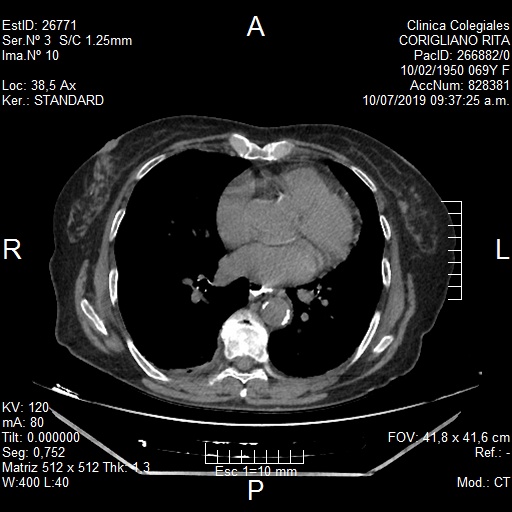 EstID: 26771
Ser.Nº 3 S/C 1.25mm
Ima.Nº 10
Loc: 38,5 Ax
Ker.: STANDARD
A
Clinica Colegiales
CORIGLIANO RITA
PacID: 266882/0
10/02/1950 069Y F
AccNum: 828381
10/07/2019 09:37:25 a.m.
R
L
KV: 120
mA: 80
Tilt: 0.000000
Seg: 0,752
Matriz 512 x 512 Thk: 1.3
W:400 L:40
Esc 1=10 mm
P
FOV: 41,8 x 41,6 cm
Ref.: -
Mod.: CT